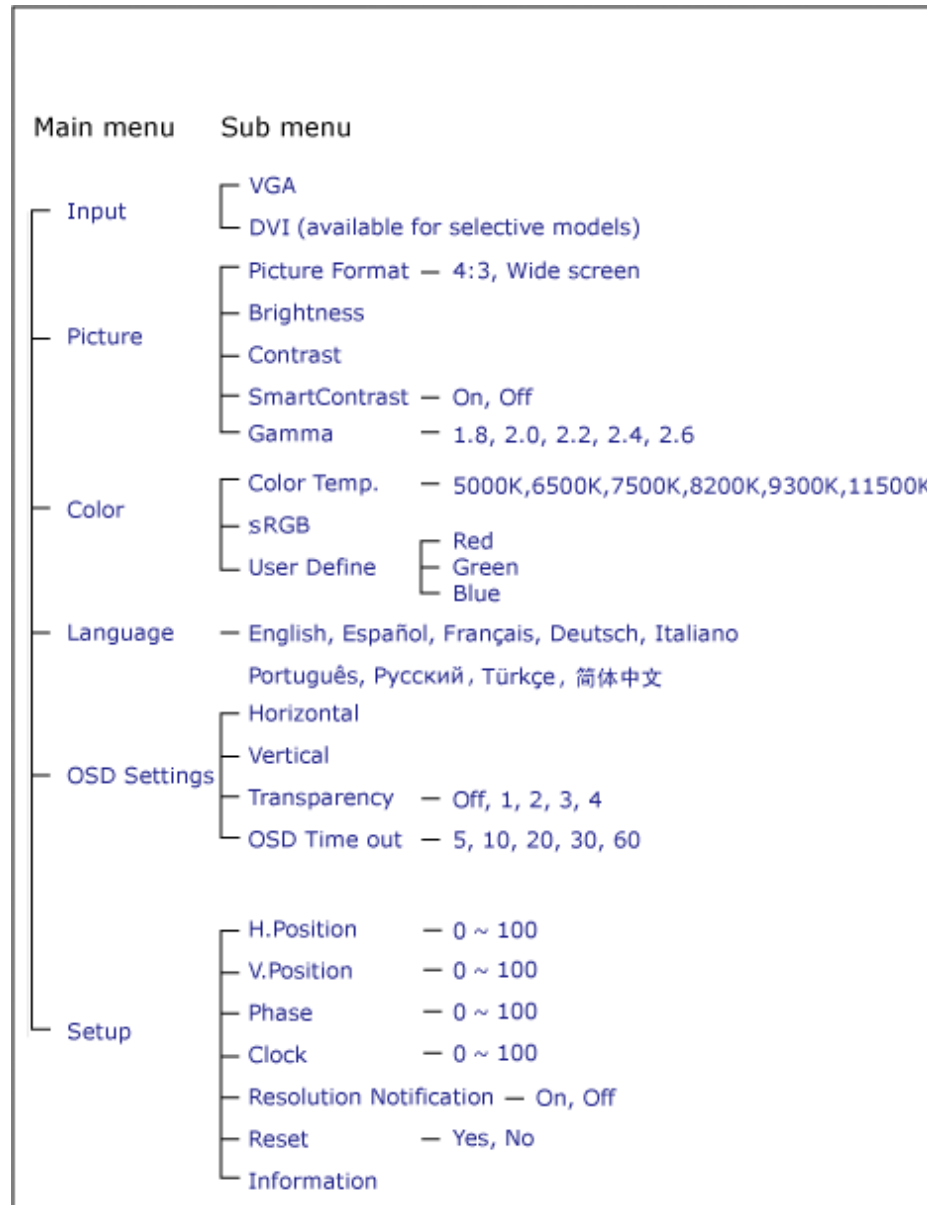 Main menu Sub menu
VGA
Input
DVI (available for selective models)
Picture Format — 4:3, Wide screen
Brightness
Picture
Contrast
SmartContrast — On, Off
Gamma — 1.8, 2.0, 2.2, 2.4, 2.6
Color Temp. — 5000K,6500K,7500K,8200K,9300K,11500K
Color
sRGB
Red
User Define Green
Blue
Language — English, Español, Français, Deutsch, Italiano
Português, Русский, Türkçe, 简体中文
Horizontal
Vertical
OSD Settings
Transparency — Off, 1, 2, 3, 4
OSD Time out — 5, 10, 20, 30, 60
H.Position — 0 ~ 100
V.Position — 0 ~ 100
Phase — 0 ~ 100
Setup
Clock — 0 ~ 100
Resolution Notification — On, Off
Reset — Yes, No
Information